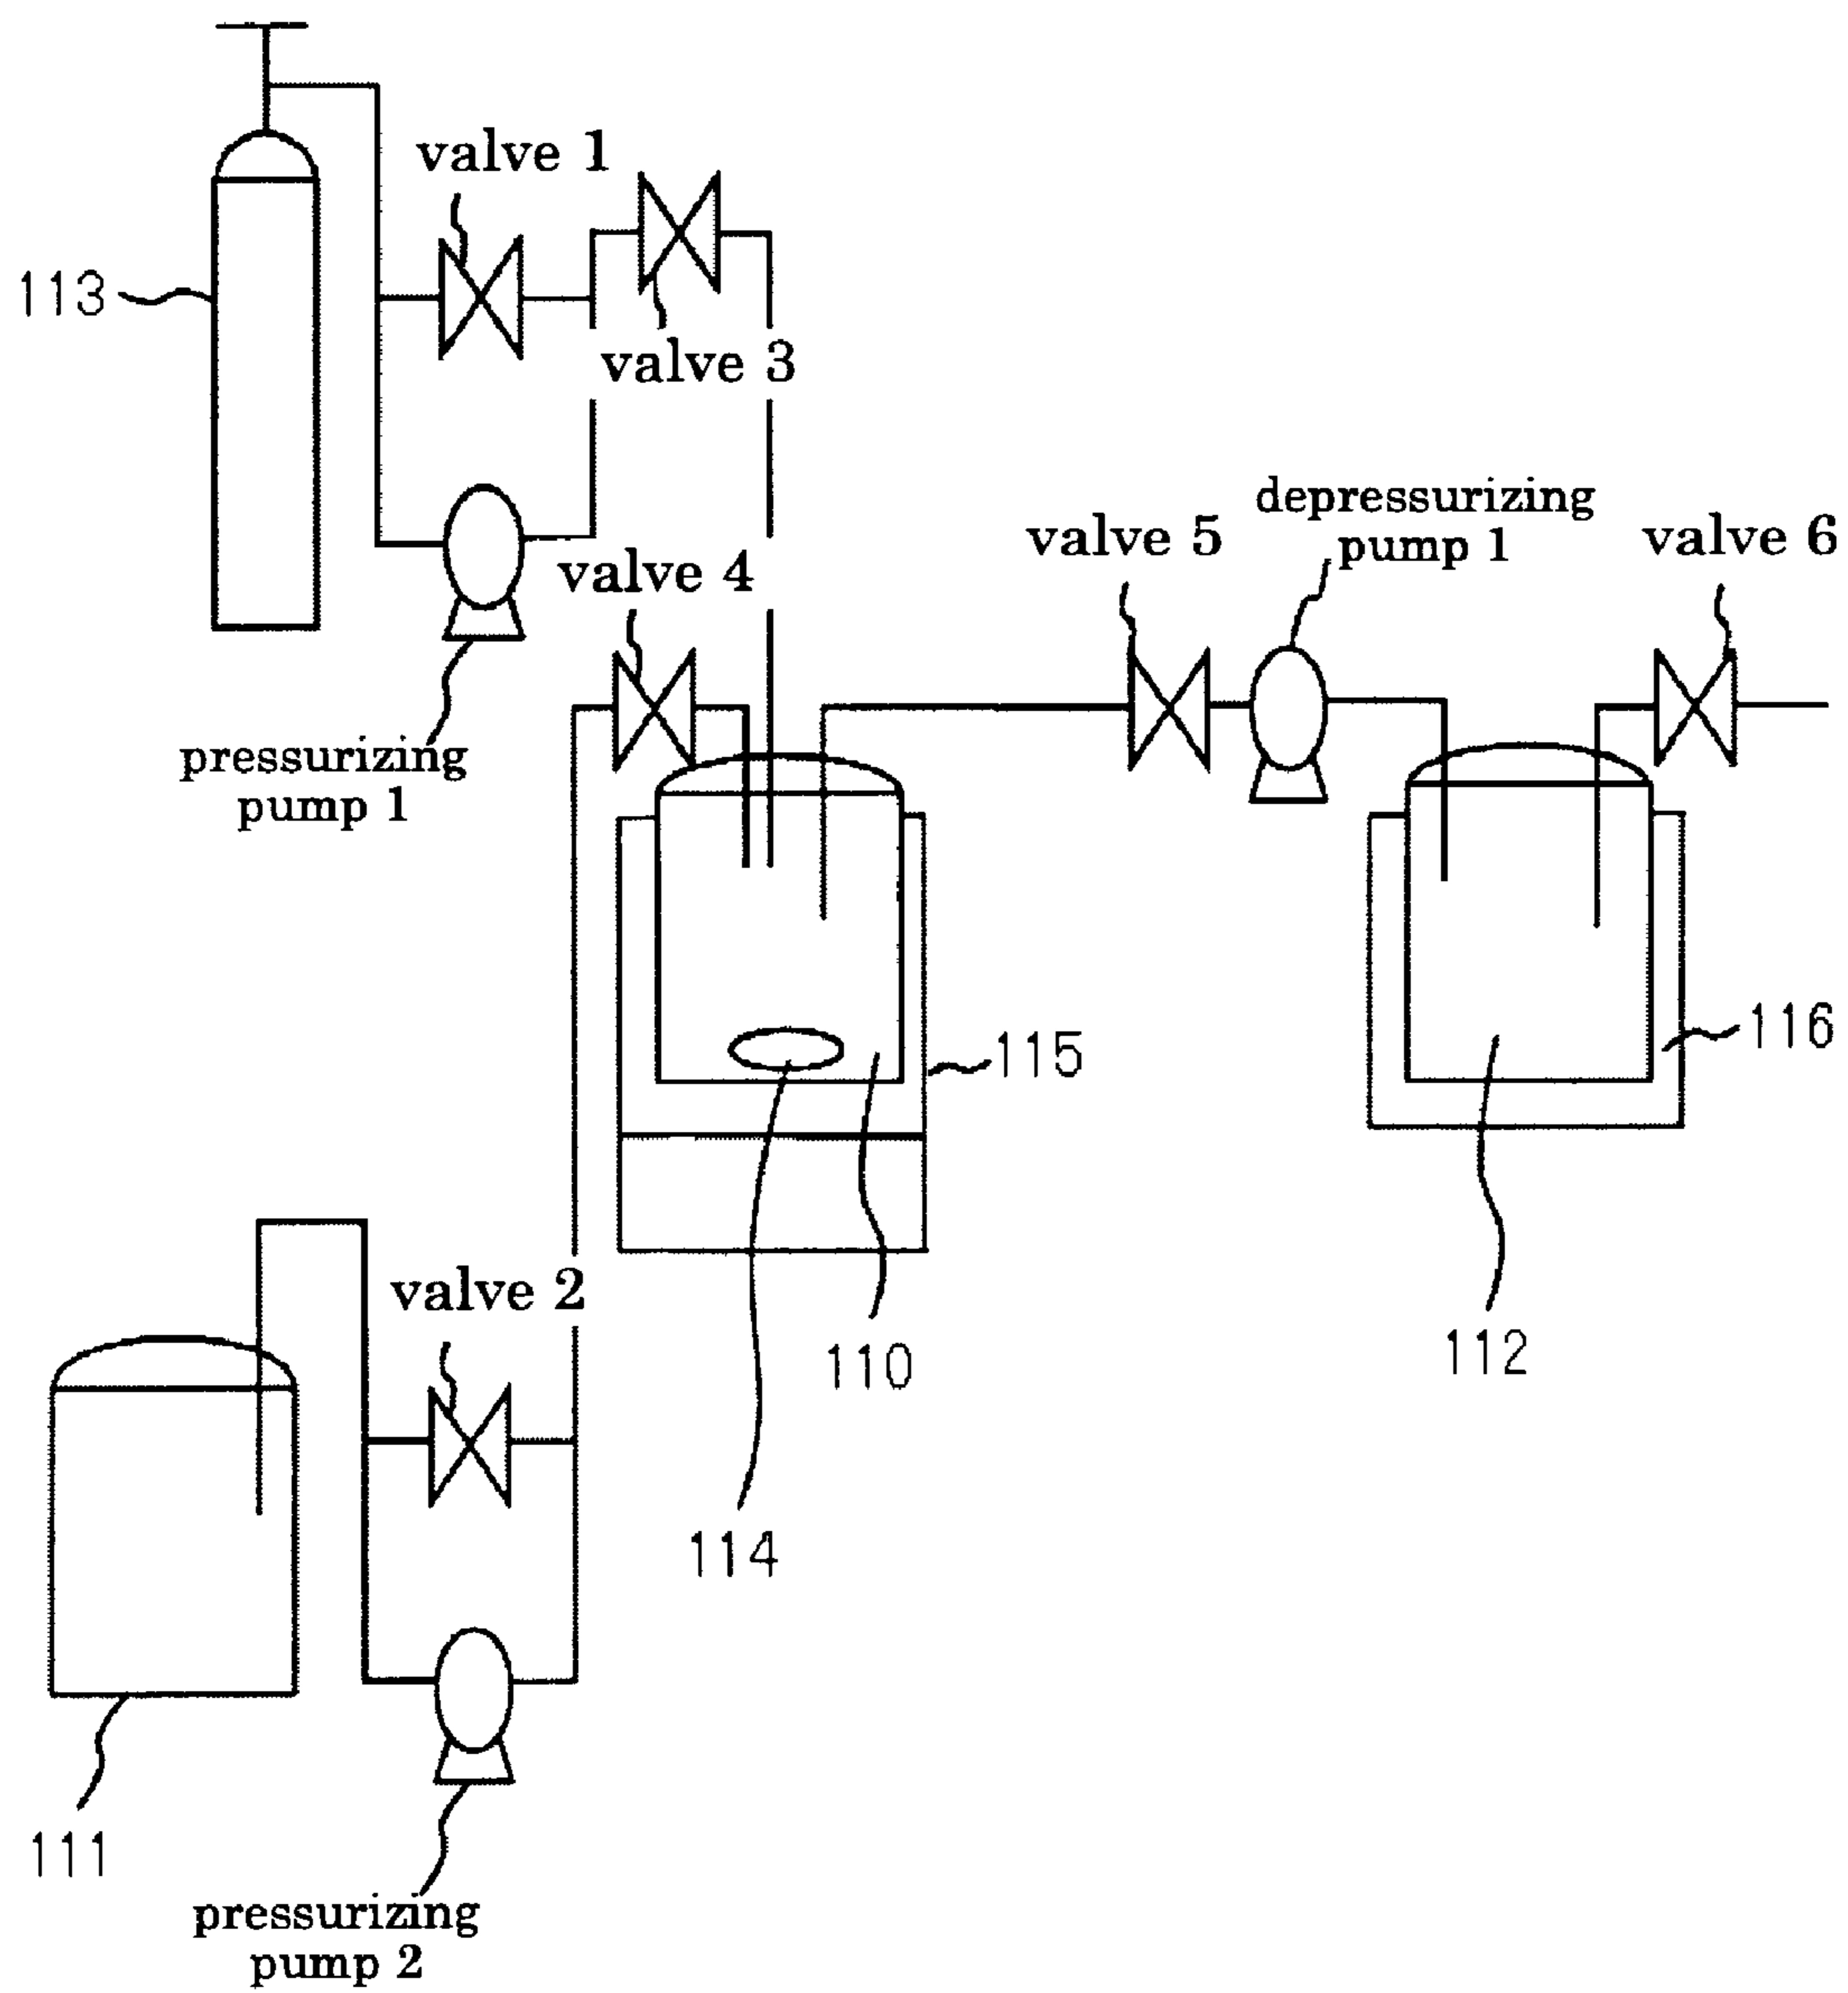 valve 1
113
valve 3
depressurizing
pump 1
valve 5
valve 6
valve 4
pressurizing
pump 1
116
115
valve 2
110
112
114
111
pressurizing
pump 2